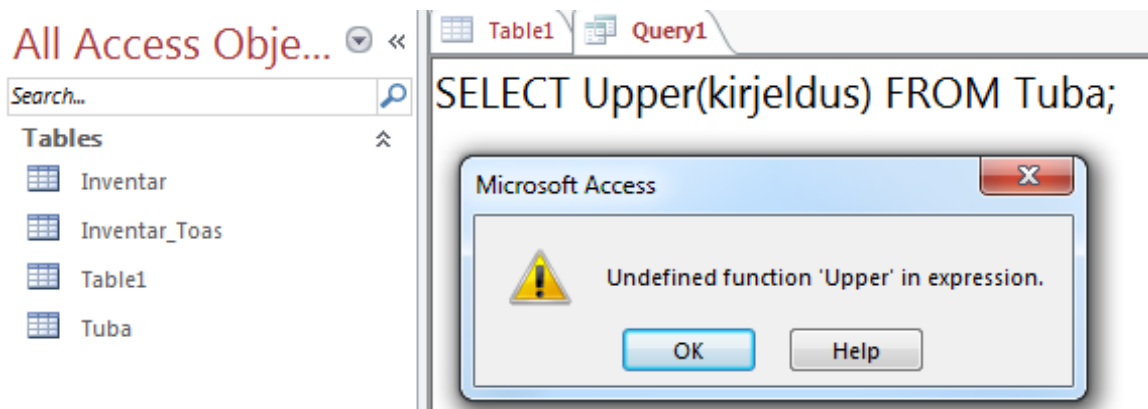 All Access Obje...
Search...
Tables
Inventar
Inventar_Toas
Table1
Tuba
Table1
Query1
SELECT Upper(kirjeldus) FROM Tuba;
Microsoft Access
Undefined function 'Upper' in expression.
OK
Help